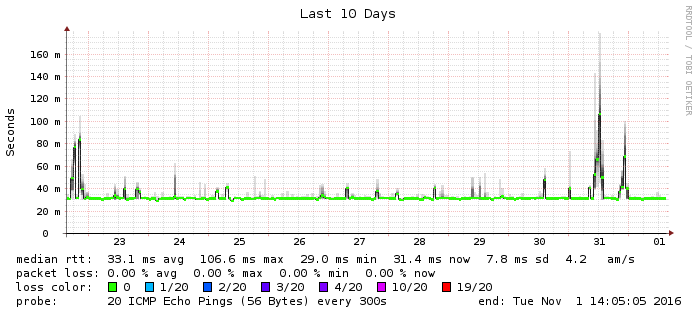 Last 10 Days
RRDTOOL / TOBI OETIKER
Seconds
160 m
140 m
120 m
100 m
80 m
60 m
40 m
20 m
0
23 24 25 26 27 28 29 30 31 01
median rtt: 33.1 ms avg 106.6 ms max 29.0 ms min 31.4 ms now 7.8 ms sd 4.2 am/s
packet loss: 0.00 % avg 0.00 % max 0.00 % min 0.00 % now
loss color: 0 1/20 2/20 3/20 4/20 10/20 19/20
probe: 20 ICMP Echo Pings (56 Bytes) every 300s end: Tue Nov 1 14:05:05 2016